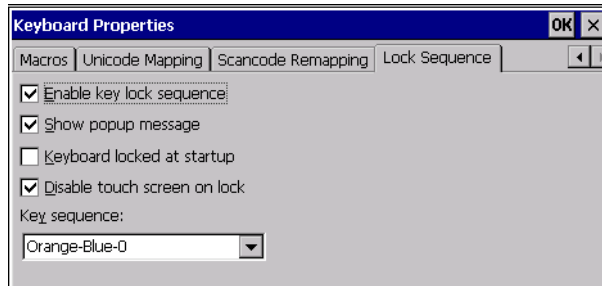 Keyboard Properties OK ×
Macros Unicode Mapping Scancode Remapping Lock Sequence
Enable key lock sequence
Show popup message
Keyboard locked at startup
Disable touch screen on lock
Key sequence:
Orange-Blue-0